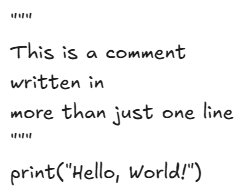 """
This is a comment
written in
more than just one line
"""
print("Hello, World!")